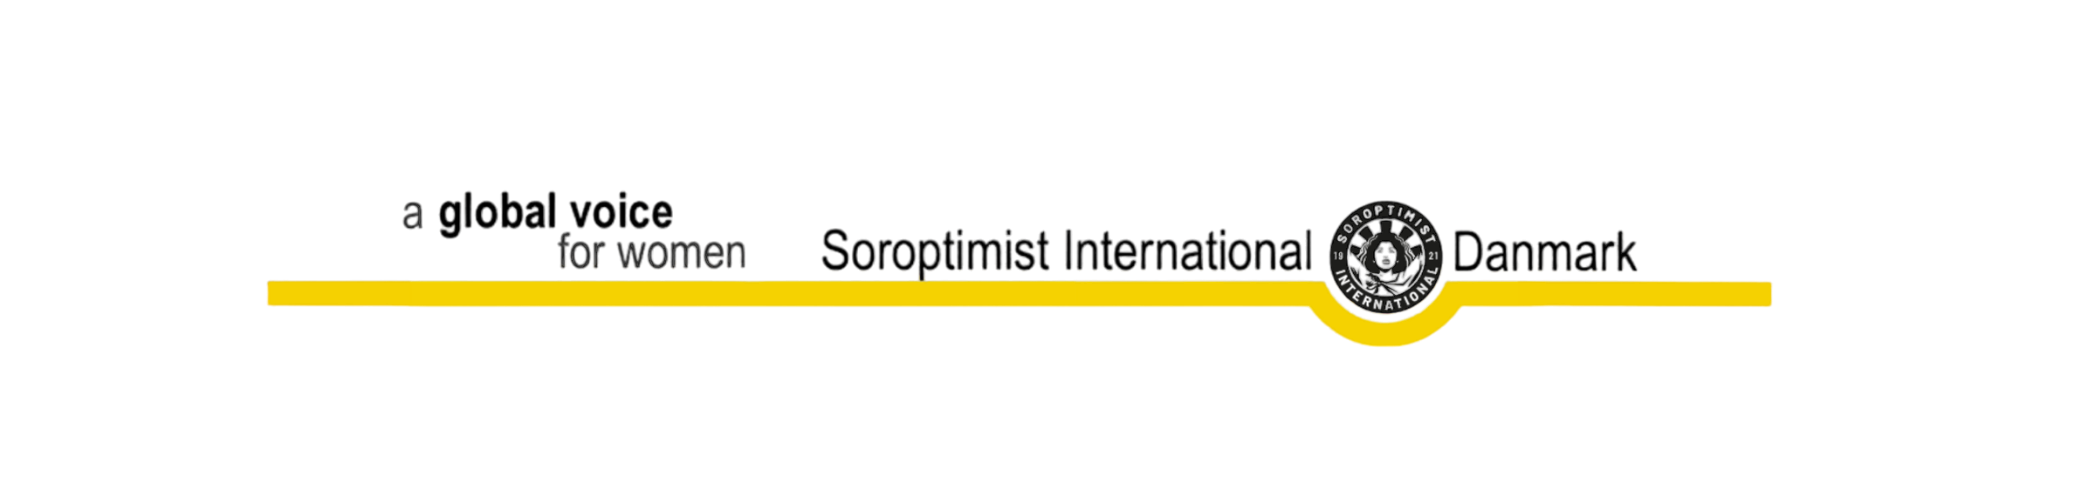 a global voice
for women
Soroptimist International
SOROPTIMIST
19 21
INTERNATIONAL
Danmark